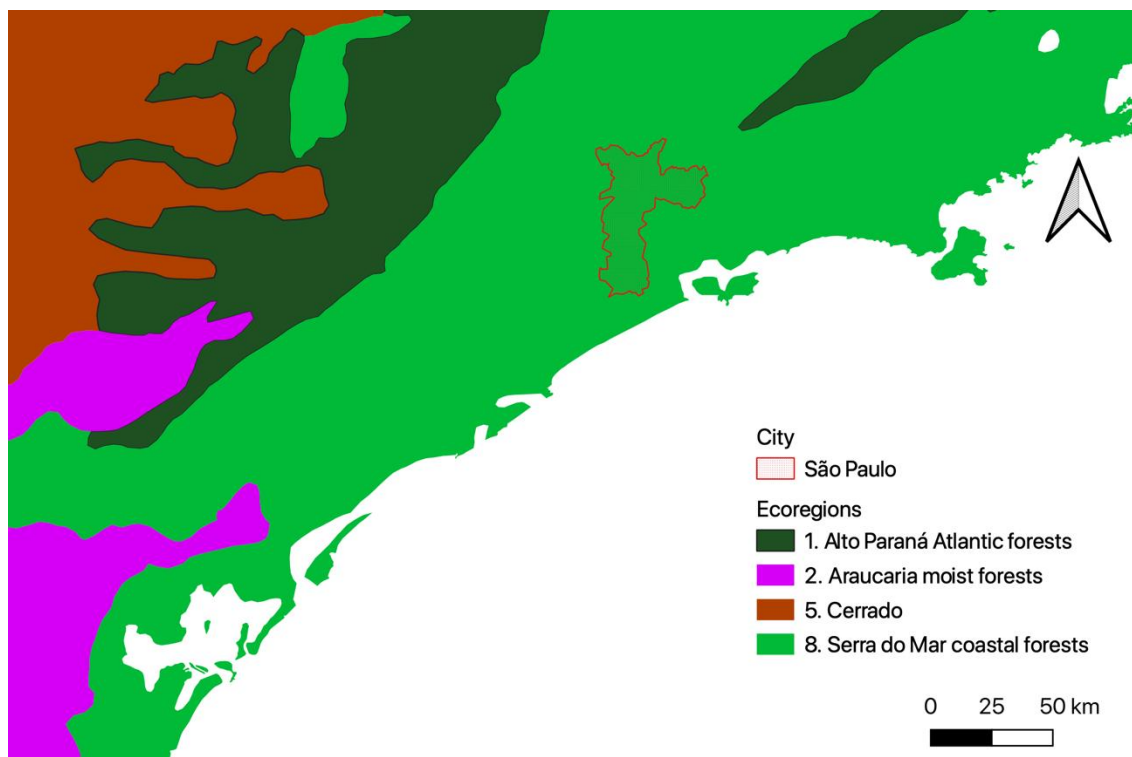 City
São Paulo
Ecoregions
1. Alto Paraná Atlantic forests
2. Araucaria moist forests
5. Cerrado
8. Serra do Mar coastal forests
0 25 50 km